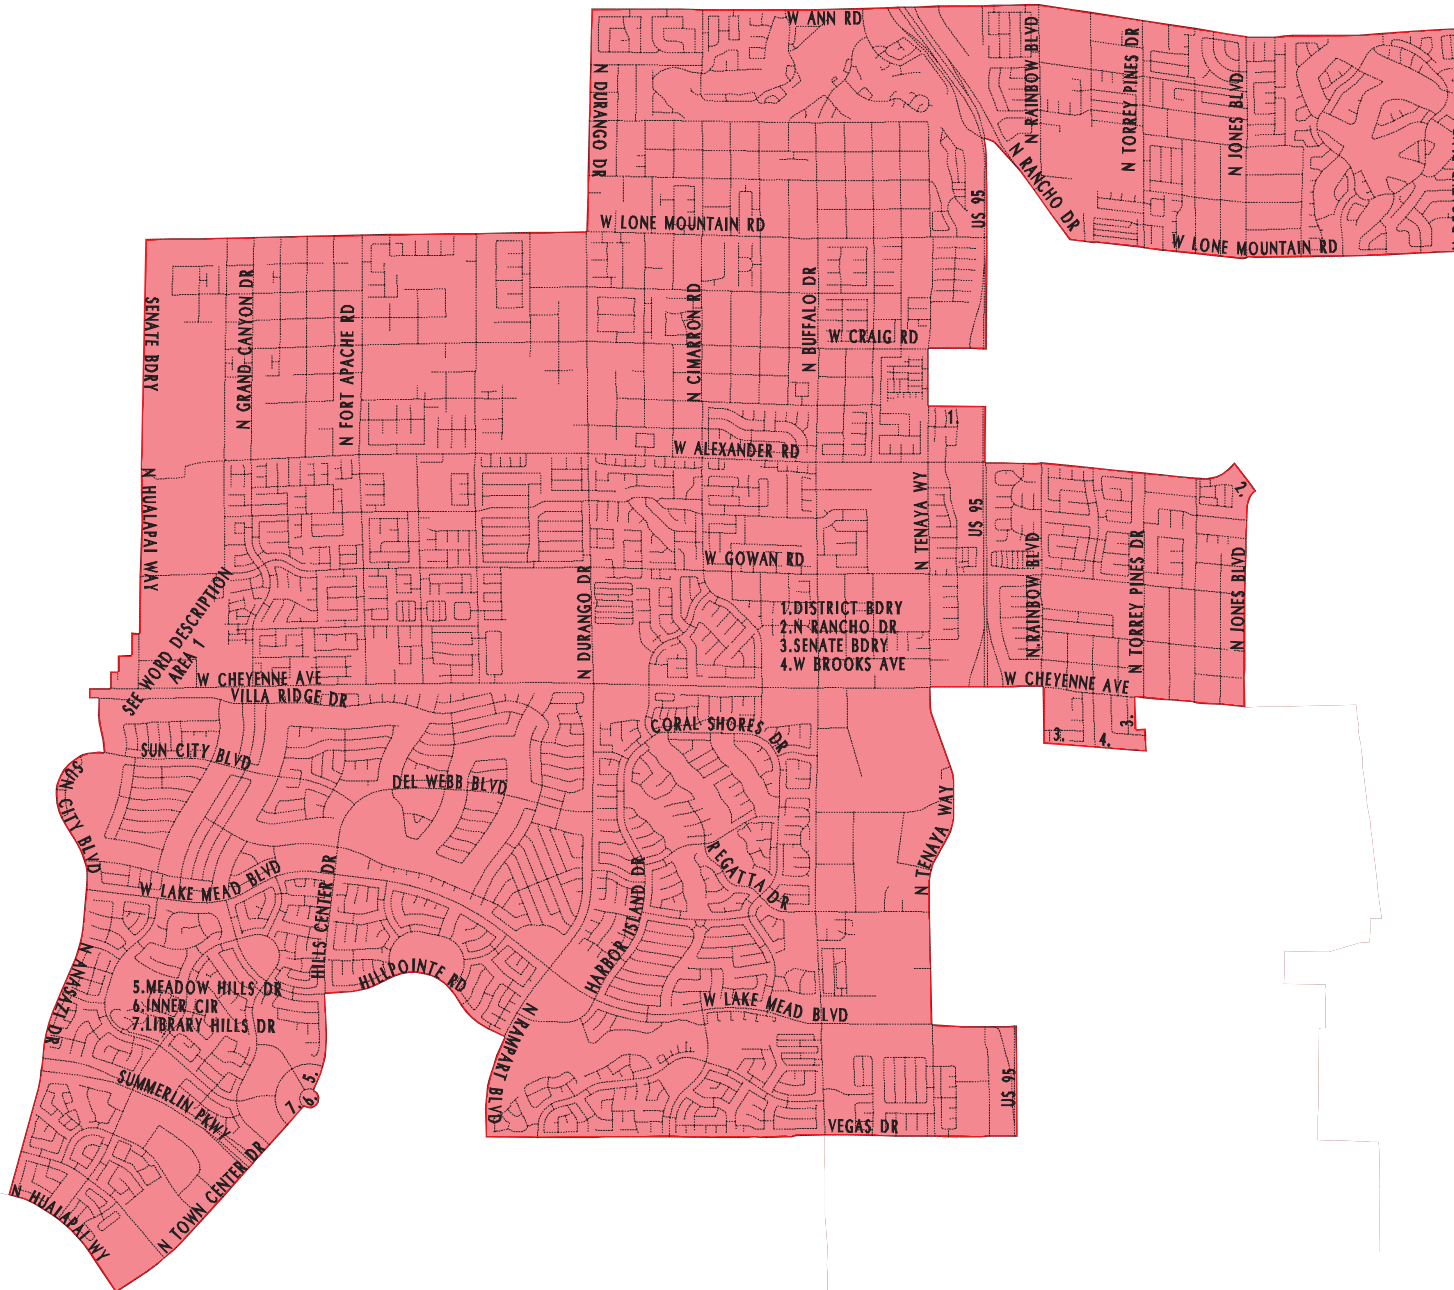 W ANN RD
N DURANGO DR
N RAINBOW BLVD
N TORREY PINES DR
N JONES BLVD
N RANCHO DR
US 95
W LONE MOUNTAIN RD
W LONE MOUNTAIN RD
SENATE BDRY
N GRAND CANYON DR
N FORT APACHE RD
N CIMARRON RD
N BUFFALO DR
W CRAIG RD
1.
W ALEXANDER RD
N HUALAPAI WAY
N TENAYA WY
US 95
2.
W GOWAN RD
N DURANGO DR
N RAINBOW BLVD
N TORREY PINES DR
N JONES BLVD
1.DISTRICT BDRY
2.N RANCHO DR
3.SENATE BDRY
4.W BROOKS AVE
SEE WORD DESCRIPTION
AREA 1
W CHEYENNE AVE
VILLA RIDGE DR
W CHEYENNE AVE
3.
3.
4.
CORAL SHORES DR
SUN CITY BLVD
SUN CITY BLVD
DEL WEBB BLVD
N TENAYA WAY
REGATTA DR
W LAKE MEAD BLVD
HILLS CENTER DR
HARBOR ISLAND DR
N ANASAZI DR
HILLPOINTE RD
5.MEADOW HILLS DR
6.INNER CIR
7.LIBRARY HILLS DR
W LAKE MEAD BLVD
N RAMPART BLVD
SUMMERLIN PKWY
5.
6.
7.
US 95
VEGAS DR
N TOWN CENTER DR
N HUALAPAI WY